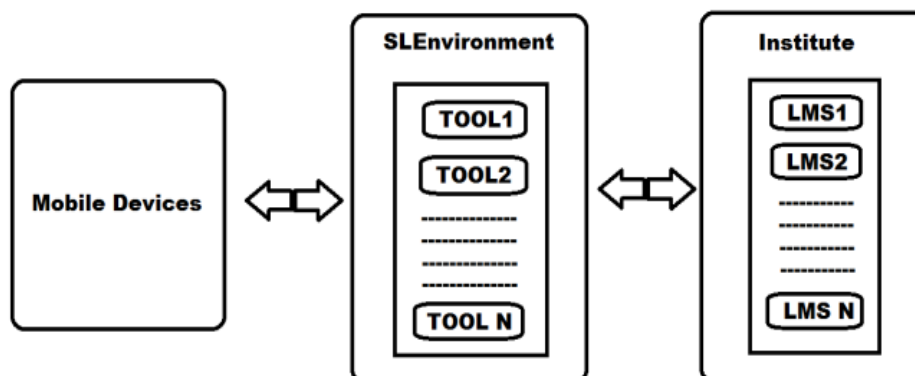 Mobile Devices
SLEnvironment
TOOL1
TOOL2
---------------
---------------
---------------
---------------
TOOL N
Institute
LMS1
LMS2
-----------
-----------
-----------
-----------
LMS N